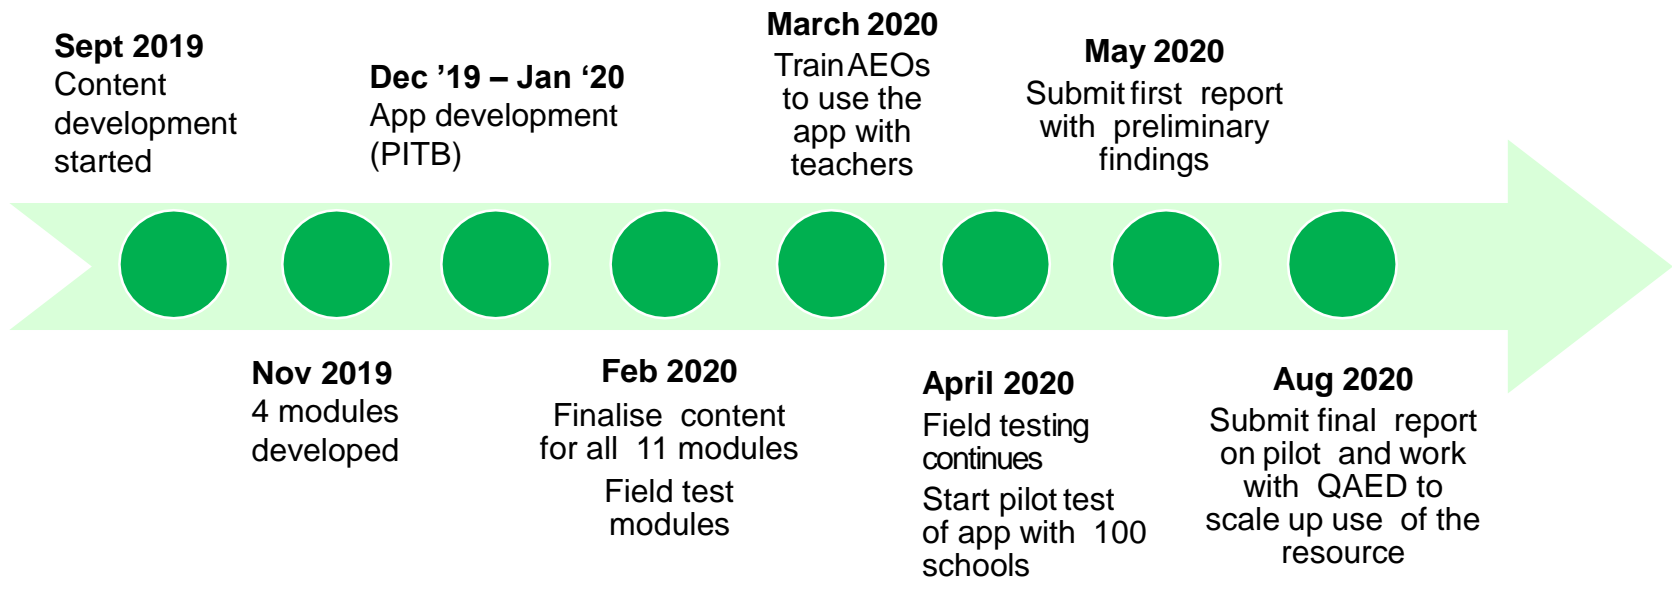 Sept 2019
Content
development
started
Nov 2019
4 modules
developed
Dec ’19 – Jan ‘20
App development
(PITB)
Feb 2020
Finalise content
for all 11 modules
Field test
modules
March 2020
Train AEOs
to use the
app with
teachers
April 2020
Field testing
continues
Start pilot test
of app with 100
schools
May 2020
Submit first report
with preliminary
findings
Aug 2020
Submit final report
on pilot and work
with QAED to
scale up use of the
resource